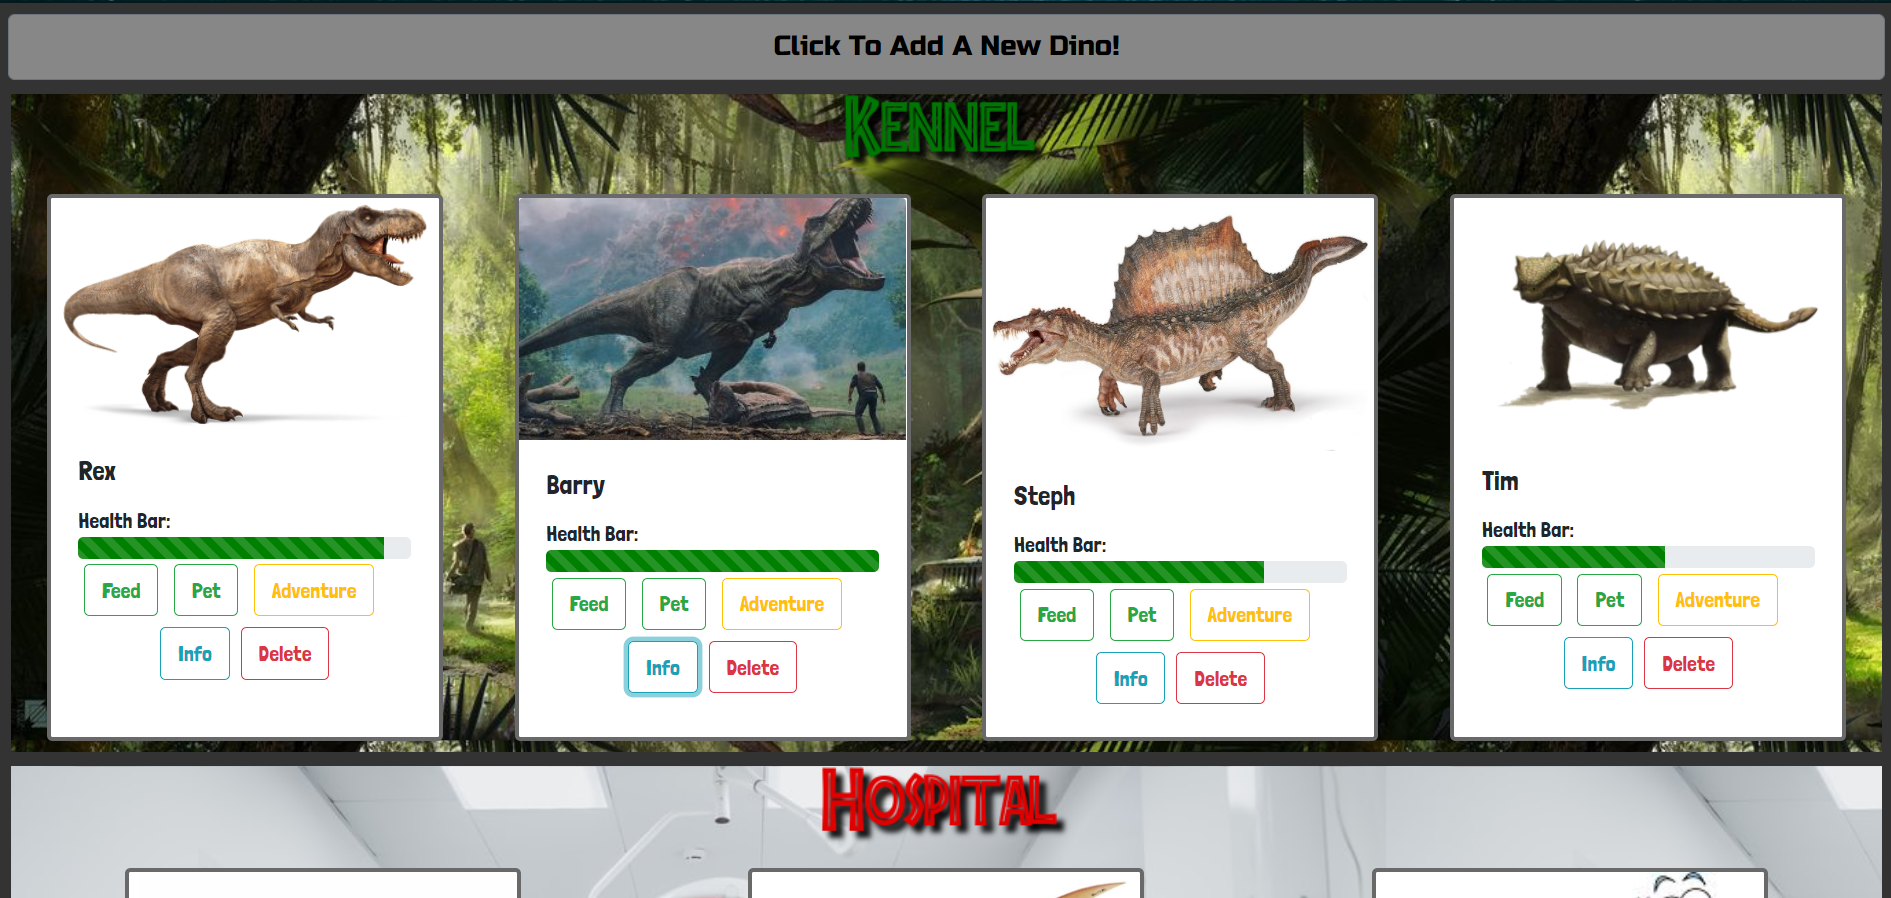 Click To Add A New Dino!
KENNEL
Rex
Health Bar:
Feed Pet Adventure
Info Delete
Barry
Health Bar:
Feed Pet Adventure
Info Delete
Steph
Health Bar:
Feed Pet Adventure
Info Delete
Tim
Health Bar:
Feed Pet Adventure
Info Delete
HOSPITAL